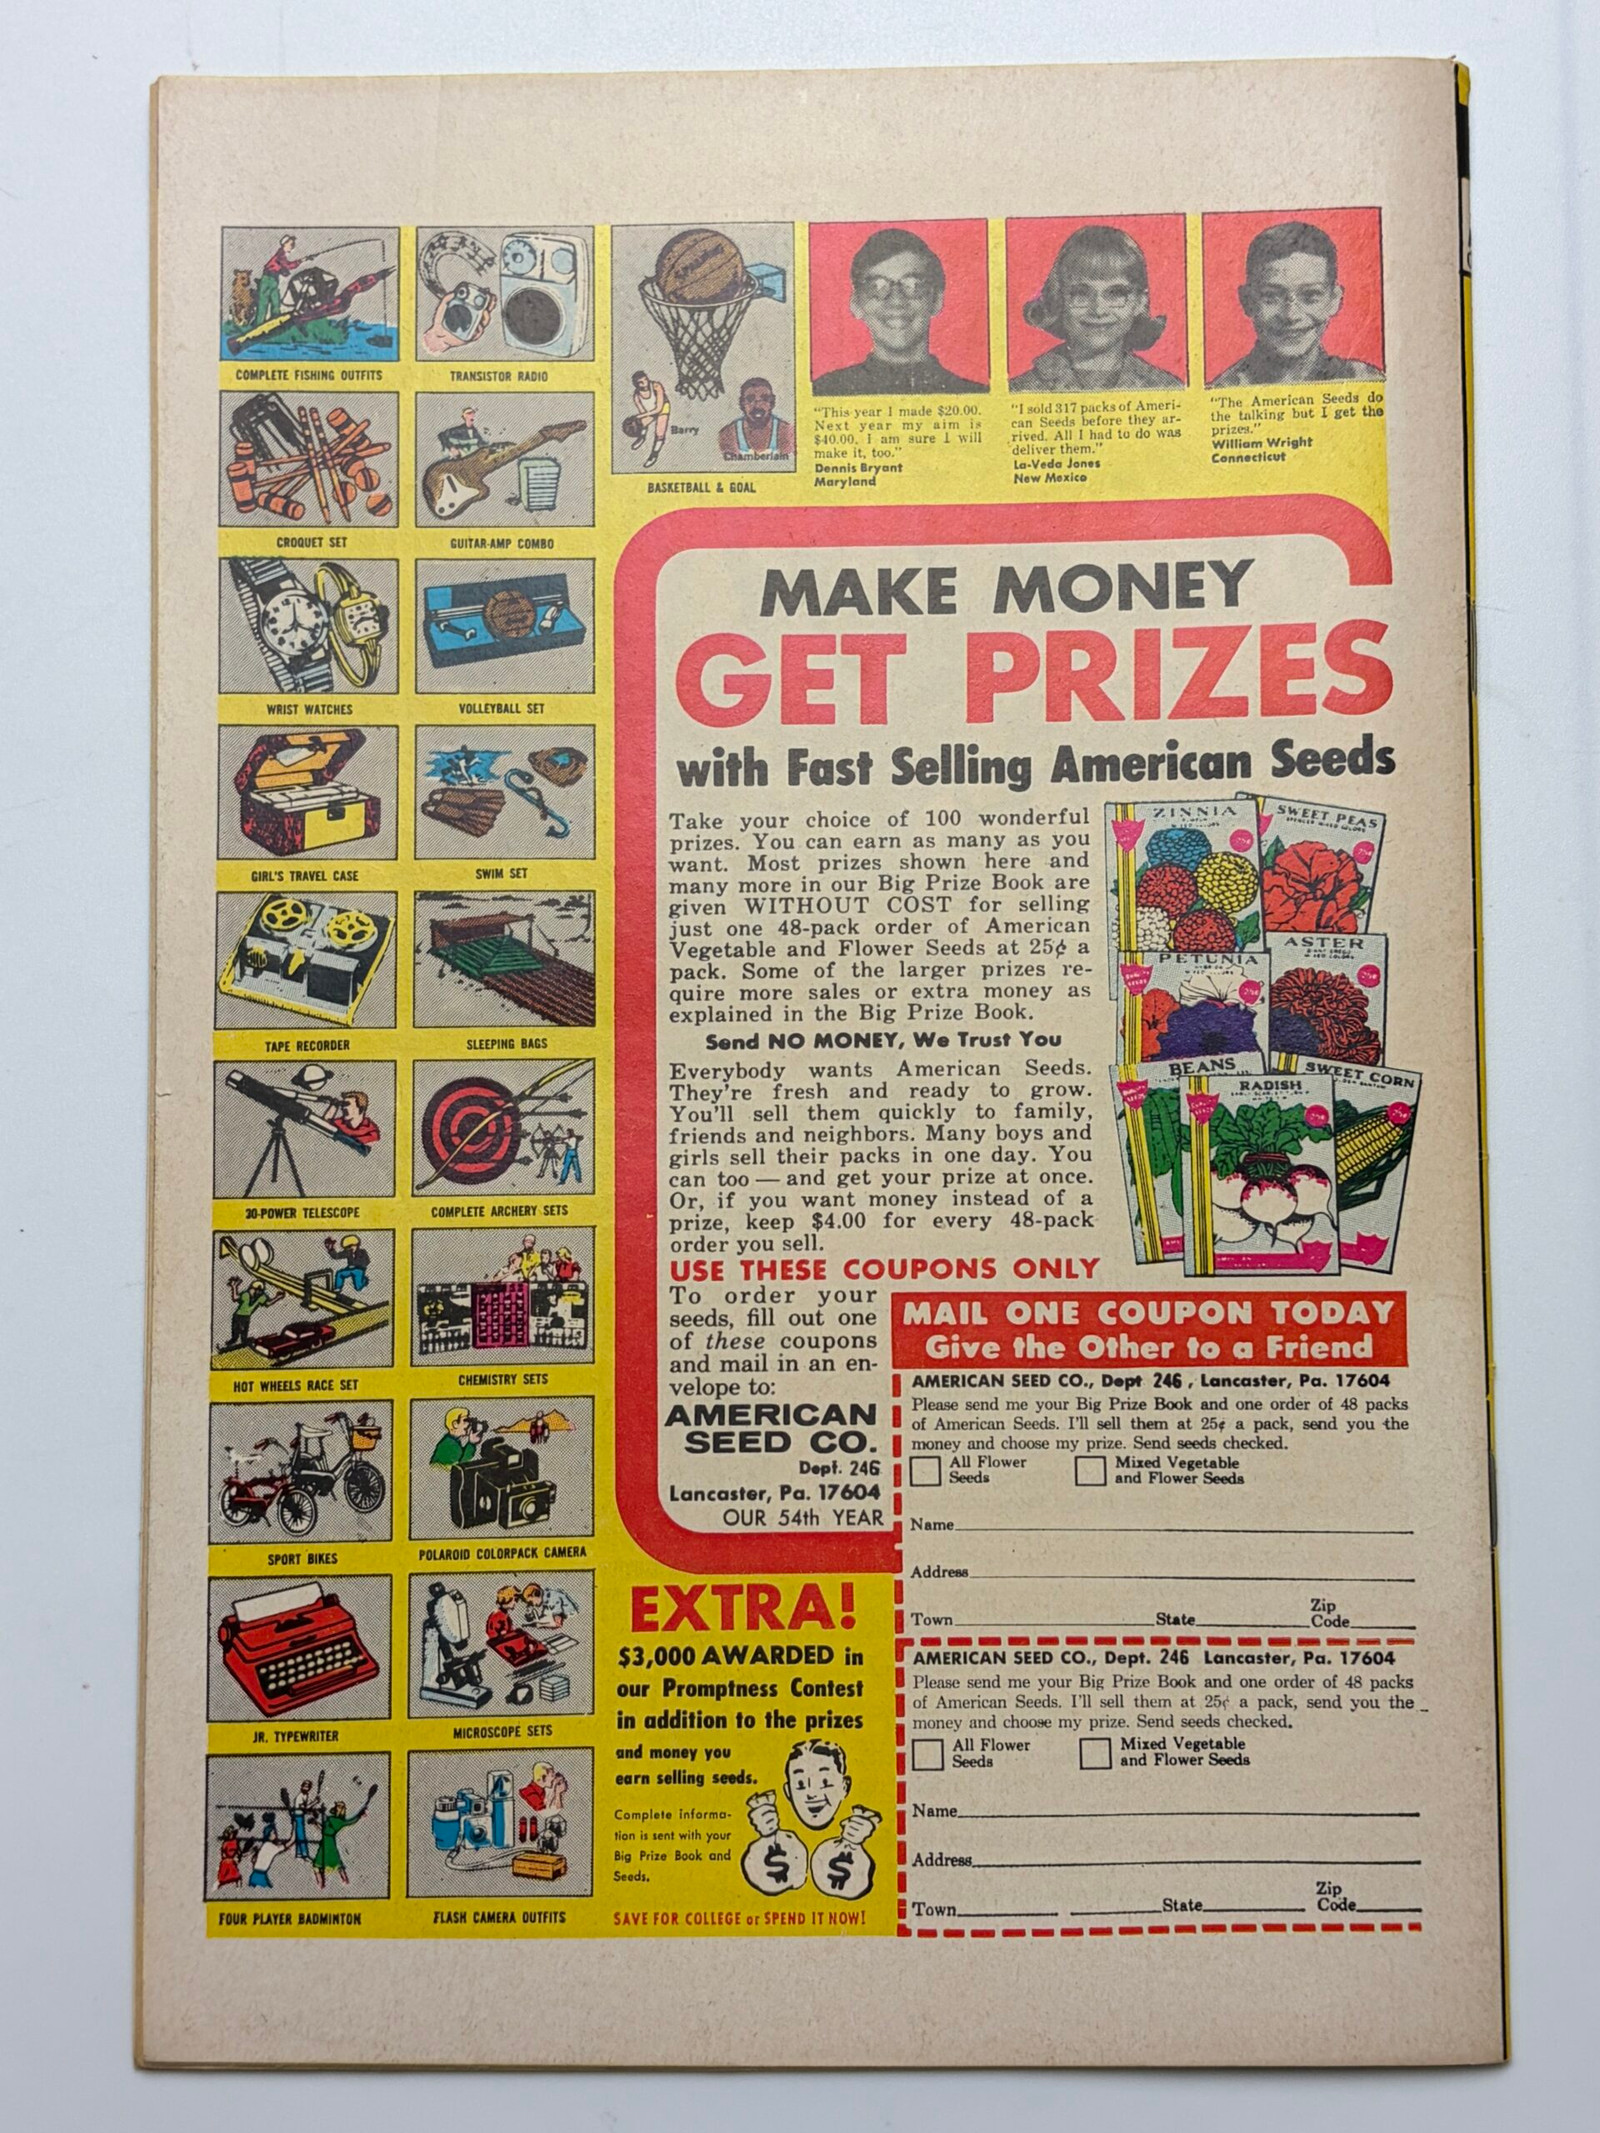 COMPLETE FISHING OUTFITS
TRANSISTOR RADIO
CROQUET SET
GUITAR-AMP COMBO
WRIST WATCHES
VOLLEYBALL SET
GIRL'S TRAVEL CASE
SWIM SET
TAPE RECORDER
SLEEPING BAGS
30-POWER TELESCOPE
COMPLETE ARCHERY SETS
HOT WHEELS RACE SET
CHEMISTRY SETS
SPORT BIKES
POLAROID COLORPACK CAMERA
JR. TYPEWRITER
MICROSCOPE SETS
FOUR PLAYER BADMINTON
FLASH CAMERA OUTFITS
Barry
Chamberlain
BASKETBALL & GOAL
"This year I made $20.00.
Next year my aim is
$40.00. I am sure I will
make it, too."
Dennis Bryant
Maryland
"I sold 317 packs of Ameri-
can Seeds before they ar-
rived. All I had to do was
deliver them."
La-Veda Jones
New Mexico
"The American Seeds do
the talking but I get the
prizes."
William Wright
Connecticut
MAKE MONEY
GET PRIZES
with Fast Selling American Seeds
Take your choice of 100 wonderful
prizes. You can earn as many as you
want. Most prizes shown here and
many more in our Big Prize Book are
given WITHOUT COST for selling
just one 48-pack order of American
Vegetable and Flower Seeds at 25¢ a
pack. Some of the larger prizes re-
quire more sales or extra money as
explained in the Big Prize Book.
Send NO MONEY, We Trust You
Everybody wants American Seeds.
They're fresh and ready to grow.
You'll sell them quickly to family,
friends and neighbors. Many boys and
girls sell their packs in one day. You
can too — and get your prize at once.
Or, if you want money instead of a
prize, keep $4.00 for every 48-pack
order you sell.
ZINNIA
SWEET PEAS
PETUNIA
ASTER
BEANS
RADISH
SWEET CORN
USE THESE COUPONS ONLY
To order your
seeds, fill out one
of these coupons
and mail in an en-
velope to:
AMERICAN
SEED CO.
Dept. 246
Lancaster, Pa. 17604
OUR 54th YEAR
MAIL ONE COUPON TODAY
Give the Other to a Friend
AMERICAN SEED CO., Dept 246, Lancaster, Pa. 17604
Please send me your Big Prize Book and one order of 48 packs
of American Seeds. I'll sell them at 25¢ a pack, send you the
money and choose my prize. Send seeds checked.
All Flower
Seeds
Mixed Vegetable
and Flower Seeds
Name
Address
Town State Zip
Code
AMERICAN SEED CO., Dept. 246 Lancaster, Pa. 17604
Please send me your Big Prize Book and one order of 48 packs
of American Seeds. I'll sell them at 25¢ a pack, send you the
money and choose my prize. Send seeds checked.
All Flower
Seeds
Mixed Vegetable
and Flower Seeds
Name
Address
Town State Zip
Code
EXTRA!
$3,000 AWARDED in
our Promptness Contest
in addition to the prizes
and money you
earn selling seeds.
Complete informa-
tion is sent with your
Big Prize Book and
Seeds.
$ $
SAVE FOR COLLEGE or SPEND IT NOW!